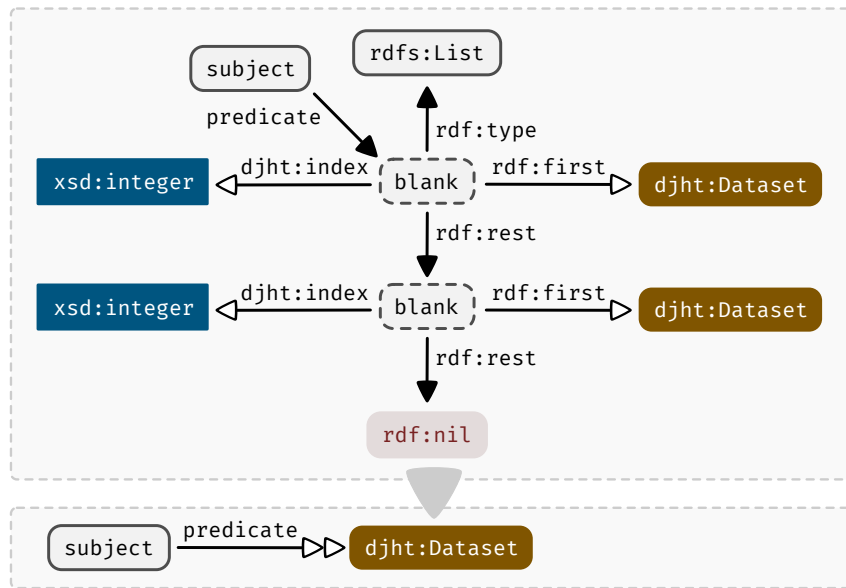 rdfs:List
subject
predicate
rdf:type
xsd:integer
djht:index
blank
rdf:first
djht:Dataset
rdf:rest
xsd:integer
djht:index
blank
rdf:first
djht:Dataset
rdf:rest
rdf:nil
subject
predicate
djht:Dataset